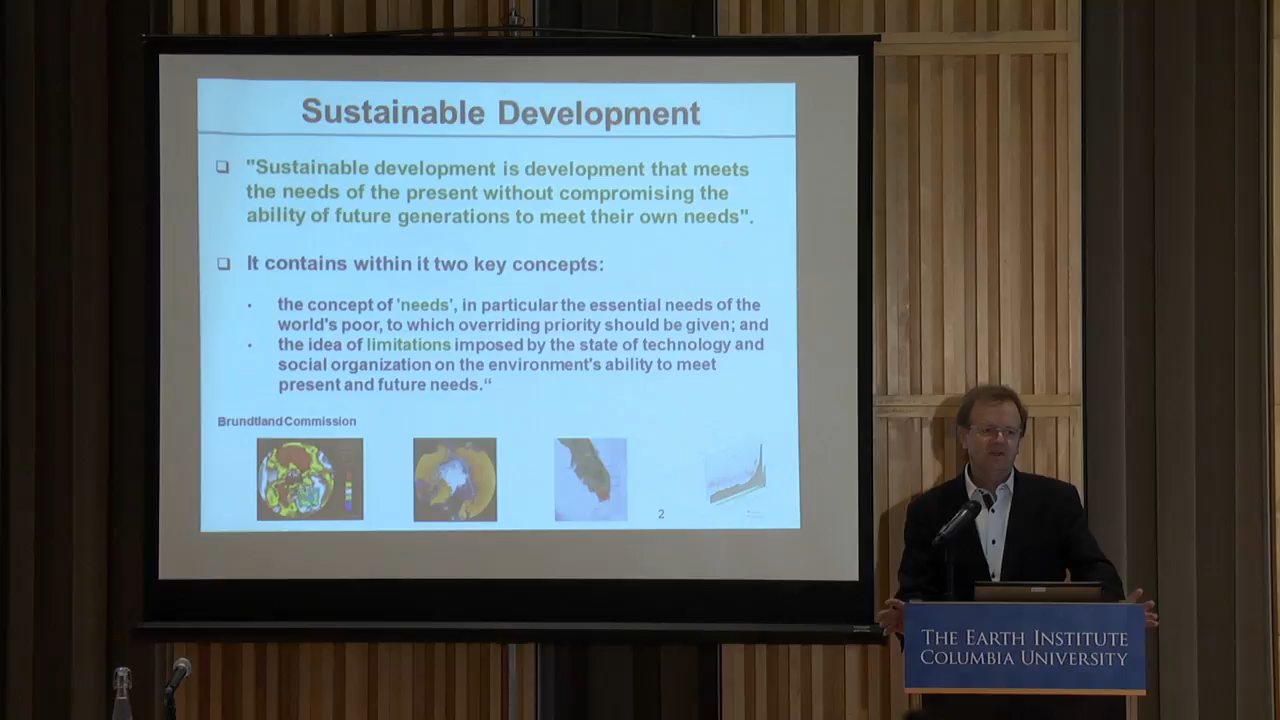 Sustainable Development
"Sustainable development is development that meets
the needs of the present without compromising the
ability of future generations to meet their own needs".
It contains within it two key concepts:
the concept of 'needs', in particular the essential needs of the
world's poor, to which overriding priority should be given; and
the idea of limitations imposed by the state of technology and
social organization on the environment's ability to meet
present and future needs.“
Brundtland Commission
2
THE EARTH INSTITUTE
COLUMBIA UNIVERSITY